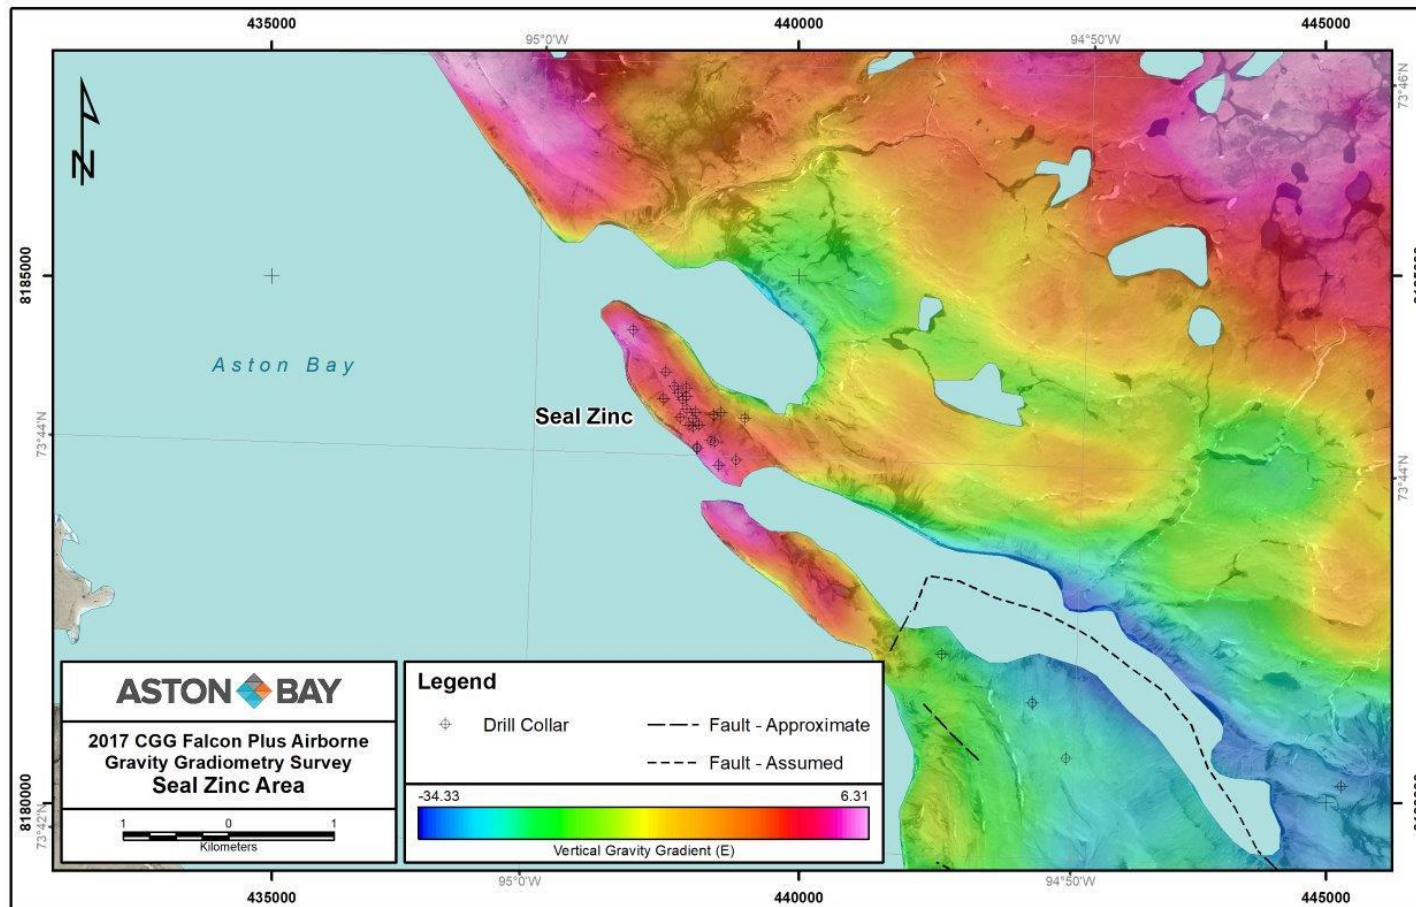 435000
440000
445000
95°0'W
94°50'W
73°46'N
N
8185000
Aston Bay
Seal Zinc
73°44'N
73°44'N
ASTON BAY
2017 CGG Falcon Plus Airborne
Gravity Gradiometry Survey
Seal Zinc Area
1 0 1
Kilometers
Legend
Drill Collar
Fault - Approximate
Fault - Assumed
-34.33 6.31
Vertical Gravity Gradient (E)
8180000
73°42'N
95°0'W
94°50'W
435000
440000
445000